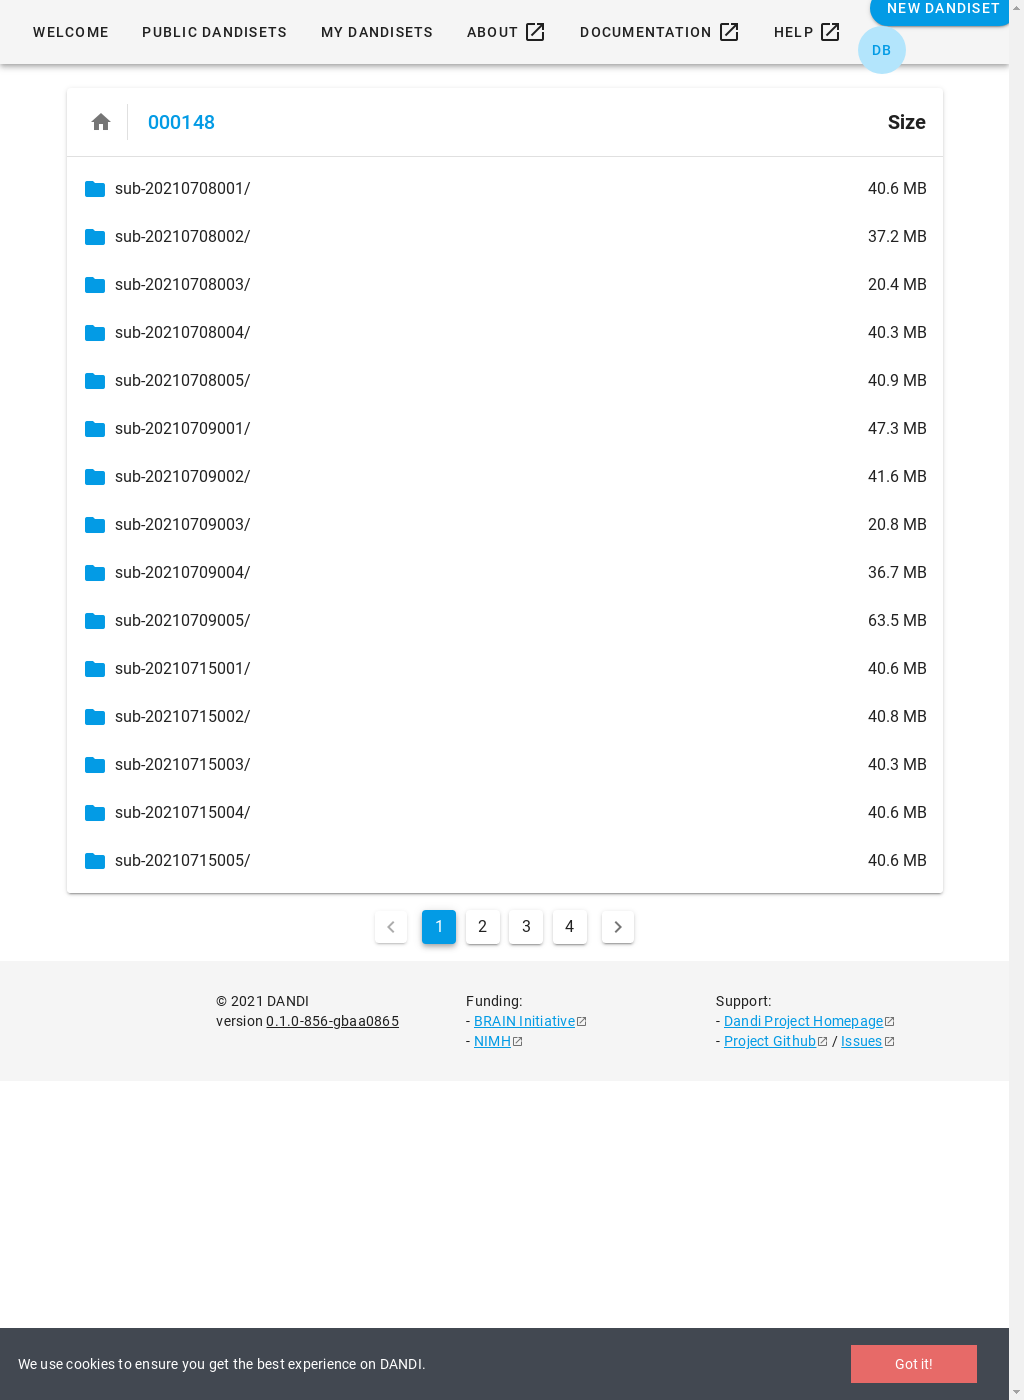 WELCOME
PUBLIC DANDISETS
MY DANDISETS
ABOUT
DOCUMENTATION
HELP
NEW DANDISET
DB
000148 Size
sub-20210708001/ 40.6 MB
sub-20210708002/ 37.2 MB
sub-20210708003/ 20.4 MB
sub-20210708004/ 40.3 MB
sub-20210708005/ 40.9 MB
sub-20210709001/ 47.3 MB
sub-20210709002/ 41.6 MB
sub-20210709003/ 20.8 MB
sub-20210709004/ 36.7 MB
sub-20210709005/ 63.5 MB
sub-20210715001/ 40.6 MB
sub-20210715002/ 40.8 MB
sub-20210715003/ 40.3 MB
sub-20210715004/ 40.6 MB
sub-20210715005/ 40.6 MB
1 2 3 4
© 2021 DANDI
version 0.1.0-856-gbaa0865
Funding:
- BRAIN Initiative
- NIMH
Support:
- Dandi Project Homepage
- Project Github / Issues
We use cookies to ensure you get the best experience on DANDI.
Got it!